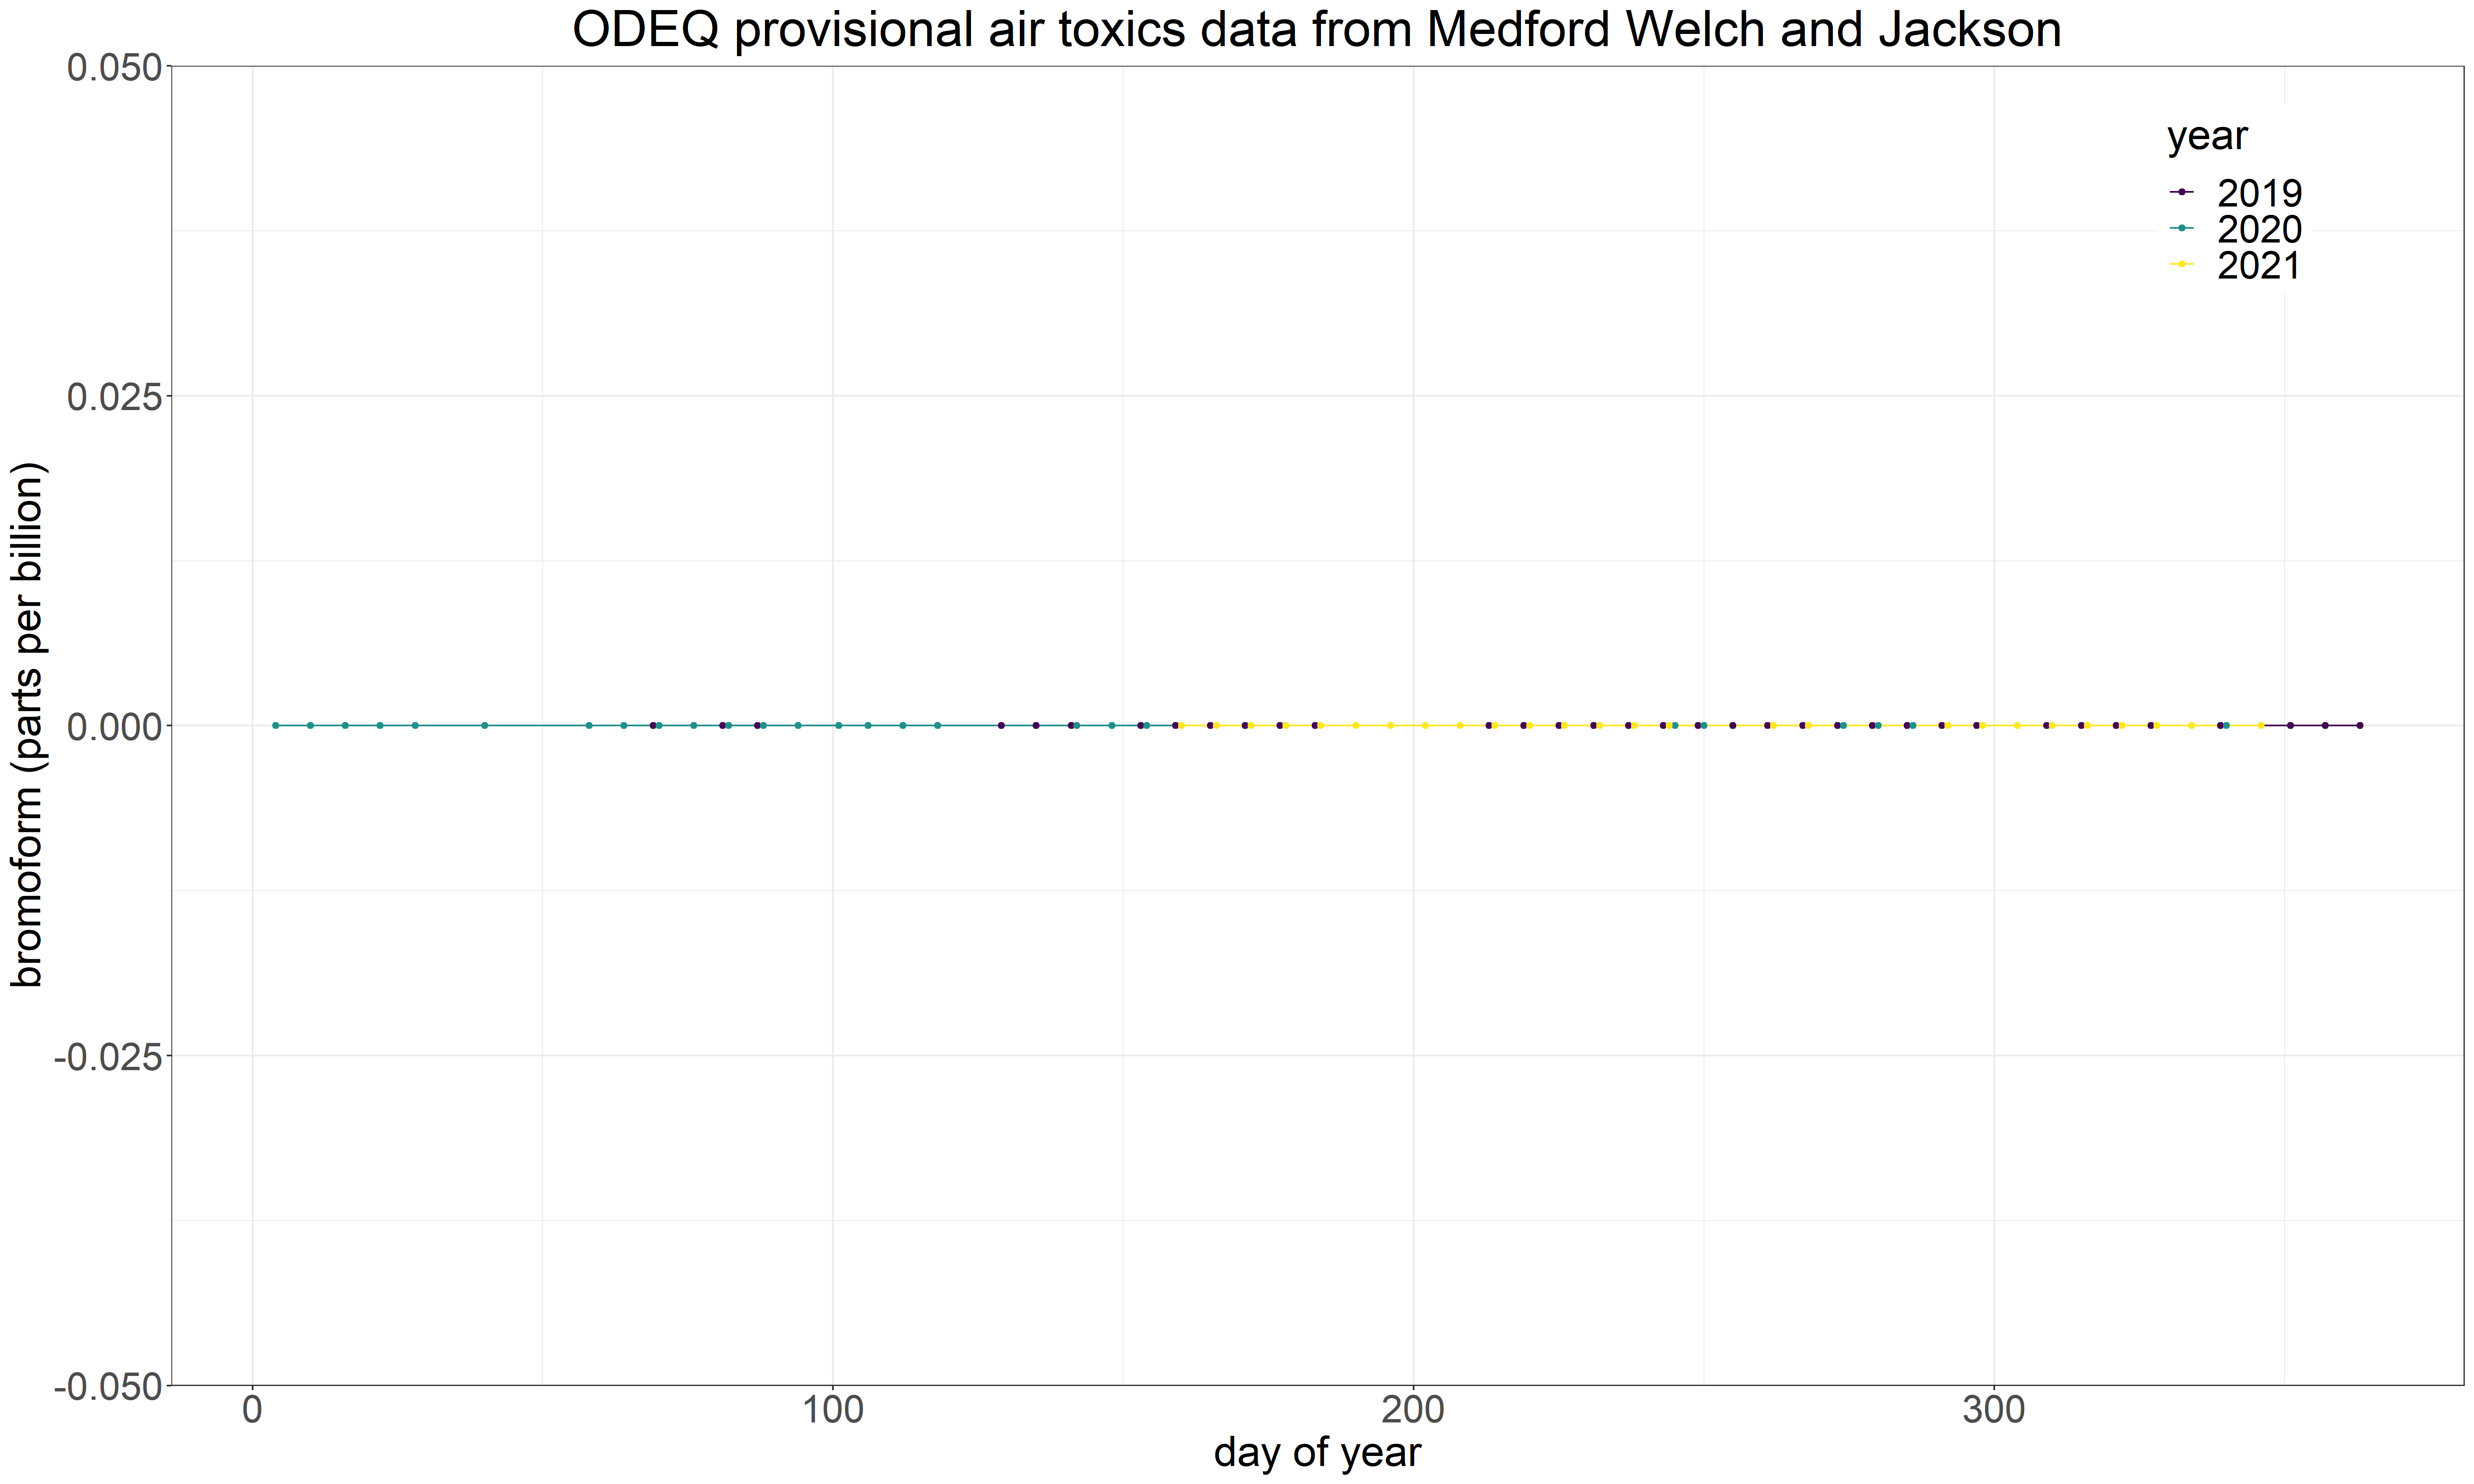 ODEQ provisional air toxics data from Medford Welch and Jackson
0.050
0.025
0.000
-0.025
-0.050
bromoform (parts per billion)
year
2019
2020
2021
0 100 200 300
day of year